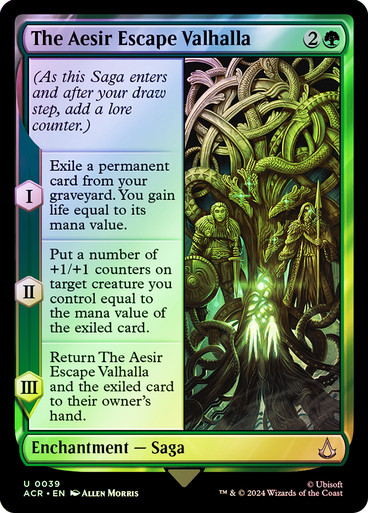 The Aesir Escape Valhalla 2
(As this Saga enters
and after your draw
step, add a lore
counter.)
I
Exile a permanent
card from your
graveyard. You gain
life equal to its
mana value.
II
Put a number of
+1/+1 counters on
target creature you
control equal to
the mana value of
the exiled card.
III
Return The Aesir
Escape Valhalla
and the exiled card
to their owner's
hand.
Enchantment — Saga
U 0039
ACR • EN Allen Morris
© Ubisoft
™ & © 2024 Wizards of the Coast